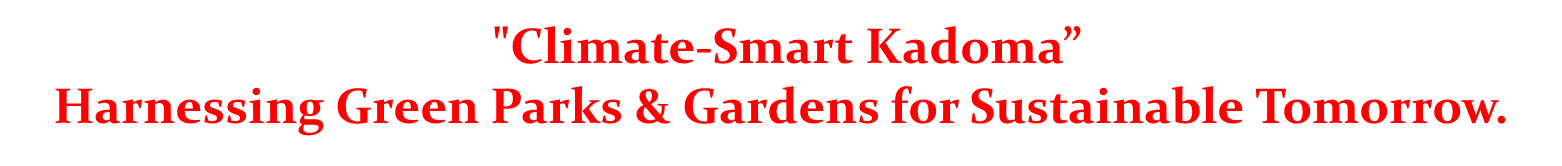 "Climate-Smart Kadoma”
Harnessing Green Parks & Gardens for Sustainable Tomorrow.